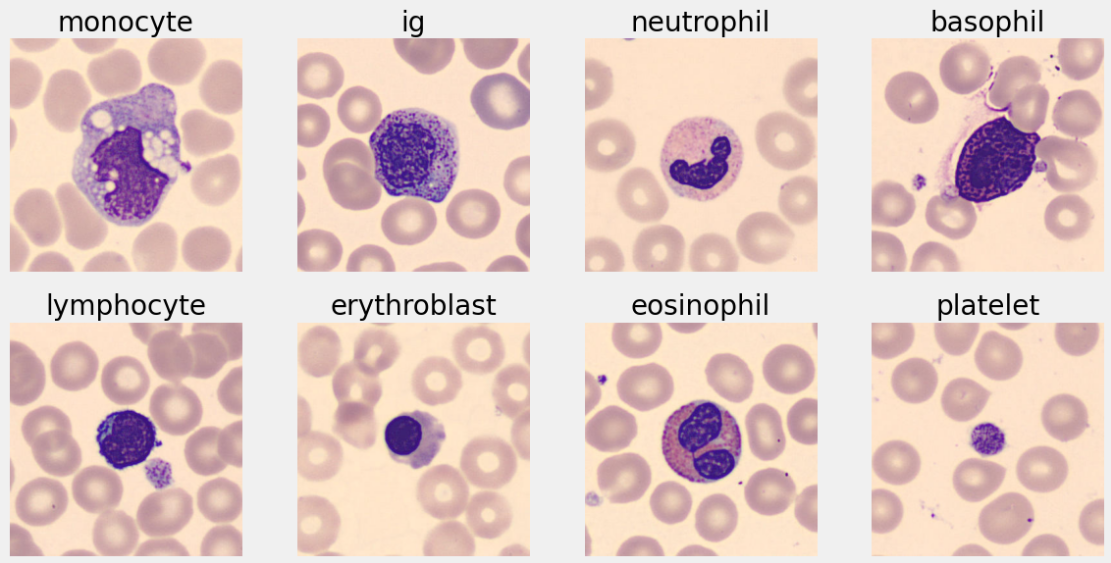 monocyte
ig
neutrophil
basophil
lymphocyte
erythroblast
eosinophil
platelet